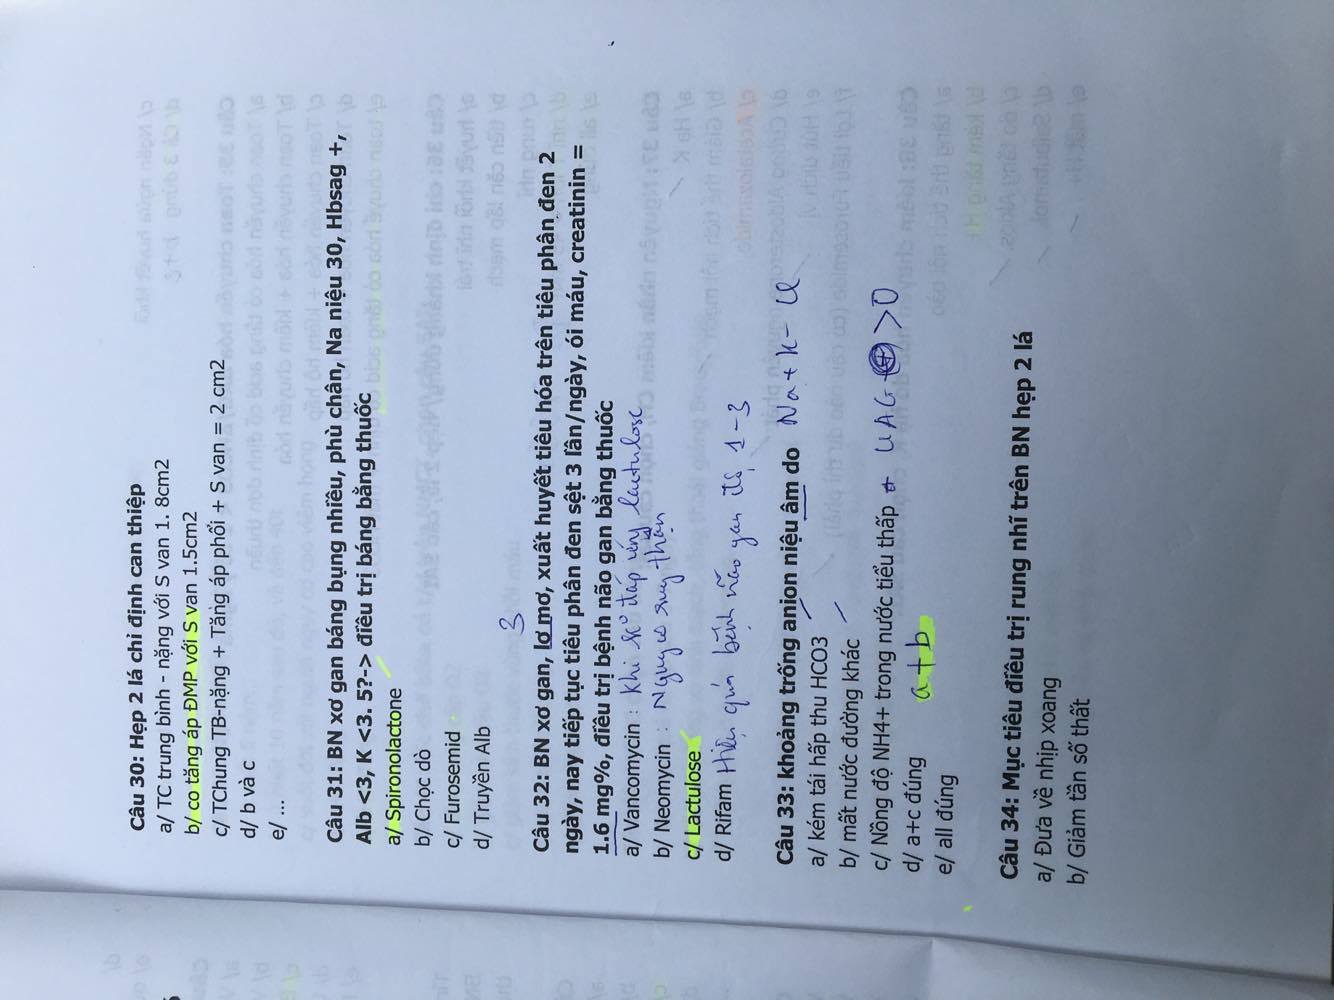 Câu 30: Hẹp 2 lá chỉ định can thiệp
a/ TC trung bình - nặng với S van 1. 8cm2
b/ co tăng áp ĐMP với S van 1.5cm2
c/ TChung TB-nặng + Tăng áp phổi + S van = 2 cm2
d/ b và c
e/ ...
Câu 31: BN xơ gan báng bụng nhiều, phù chân, Na niệu 30, Hbsag +,
Alb <3, K <3. 5?-> điều trị báng bằng thuốc
a/ Spironolactone
b/ Chọc dò
c/ Furosemid
d/ Truyền Alb
3
Câu 32: BN xơ gan, lơ mơ, xuất huyết tiêu hóa trên tiêu phân đen 2
ngày, nay tiếp tục tiêu phân đen sệt 3 lần/ngày, ói máu, creatinin =
1.6 mg%, điều trị bệnh não gan bằng thuốc
a/ Vancomycin : khi đáp ứng lactulose
b/ Neomycin : Nguy cơ suy thận
c/ Lactulose
d/ Rifam Hiệu quả bệnh não gan độ 1-3
Câu 33: khoảng trống anion niệu âm do Na + K - Cl
a/ kém tái hấp thu HCO3
b/ mất nước đường khác
c/ Nồng độ NH4+ trong nước tiểu thấp UAG + >0
d/ a+c đúng a+b
e/ all đúng
Câu 34: Mục tiêu điều trị rung nhĩ trên BN hẹp 2 lá
a/ Đưa về nhịp xoang
b/ Giảm tần số thất